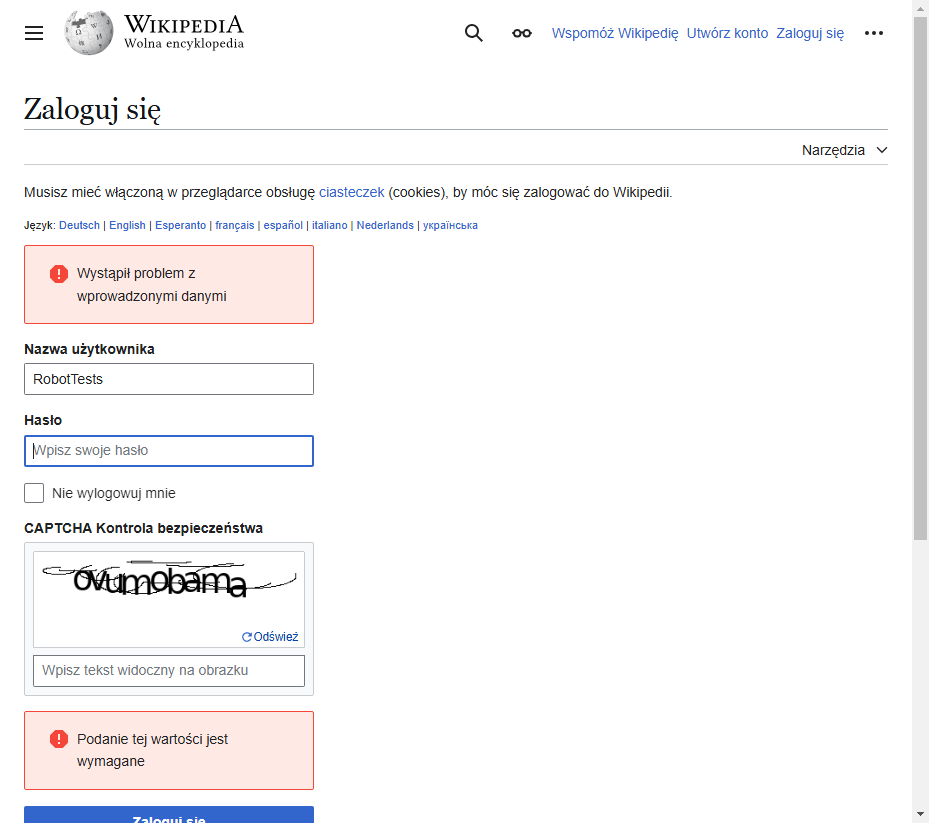 WIKIPEDIA
Wolna encyklopedia
Wspomóż Wikipedię Utwórz konto Zaloguj się
Zaloguj się
Narzędzia
Musisz mieć włączoną w przeglądarce obsługę ciasteczek (cookies), by móc się zalogować do Wikipedii.
Język: Deutsch | English | Esperanto | français | español | italiano | Nederlands | українська
Wystąpił problem z
wprowadzonymi danymi
Nazwa użytkownika
RobotTests
Hasło
Wpisz swoje hasło
Nie wylogowuj mnie
CAPTCHA Kontrola bezpieczeństwa
ovumobama
Odśwież
Wpisz tekst widoczny na obrazku
Podanie tej wartości jest
wymagane
Zaloguj się